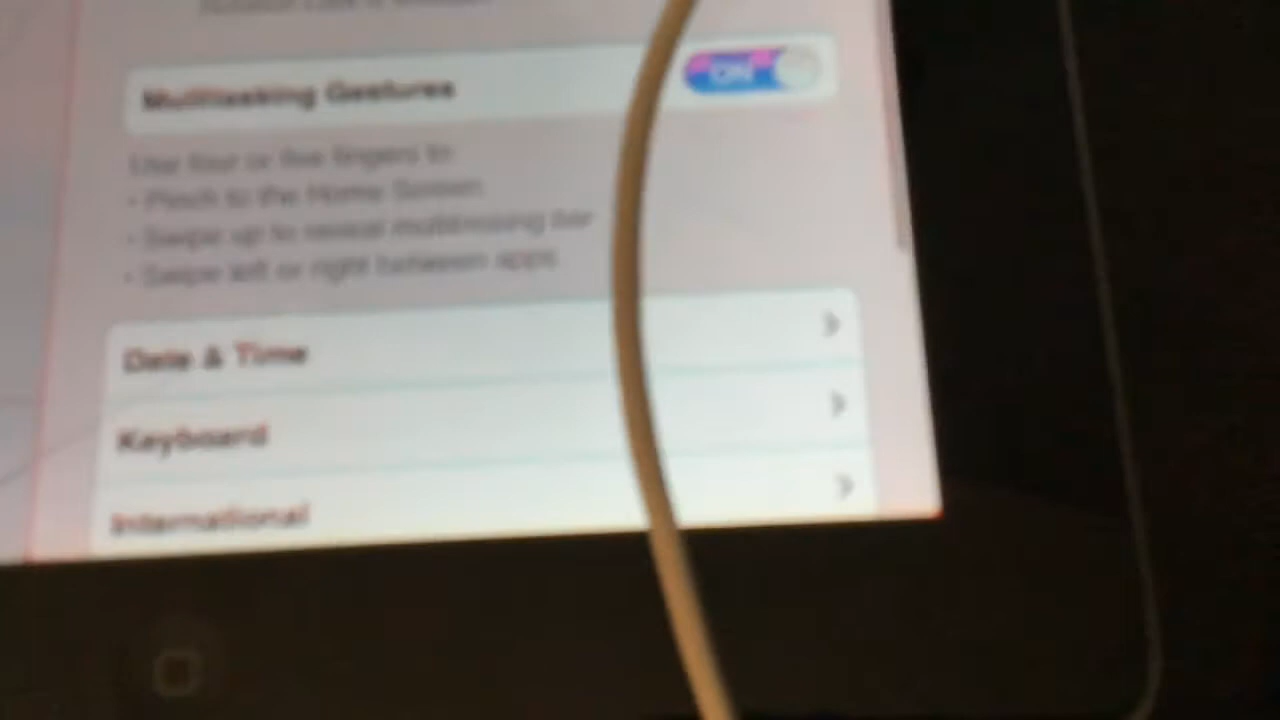 Multitasking Gestures
ON
Use four or five fingers to:
• Pinch to the Home Screen
• Swipe up to reveal multitasking bar
• Swipe left or right between apps
Date & Time
Keyboard
International